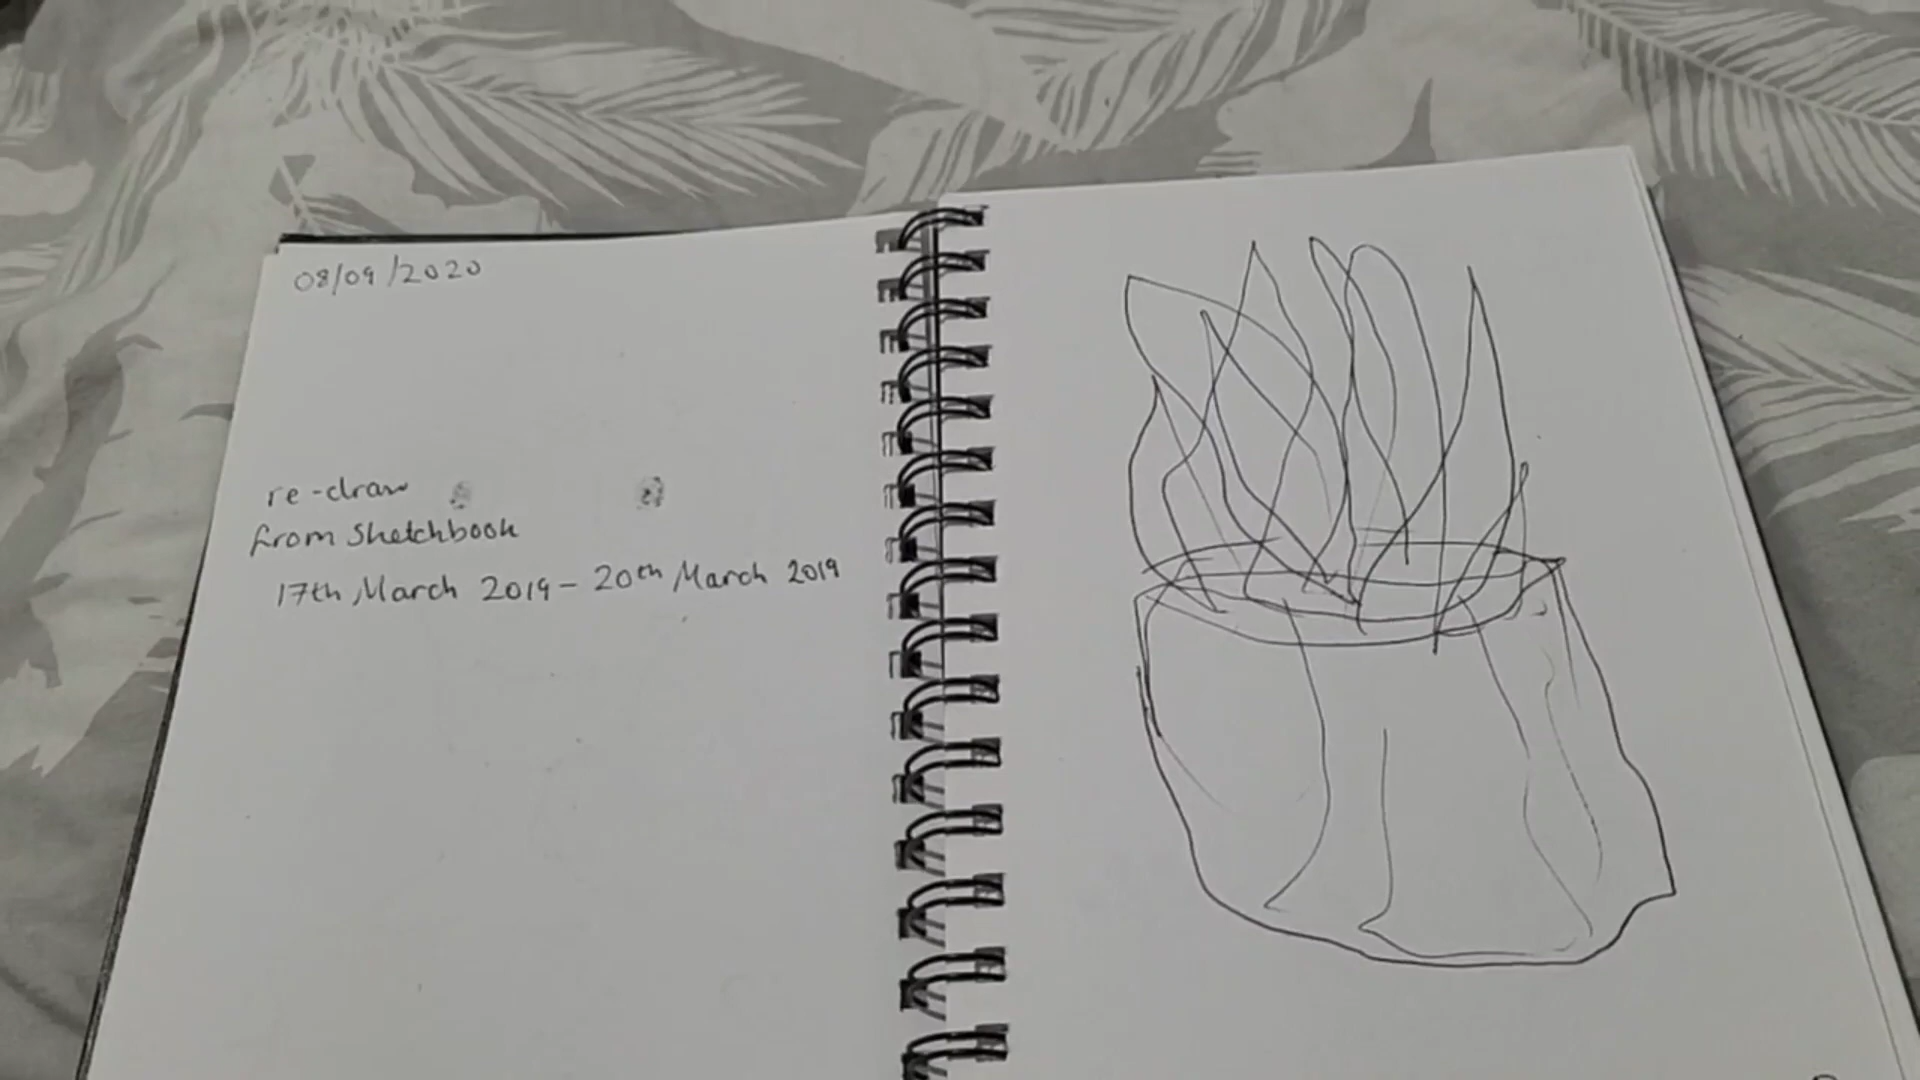 08/09/2020
re-draw
from Sketchbook
17th March 2019 - 20th March 2019